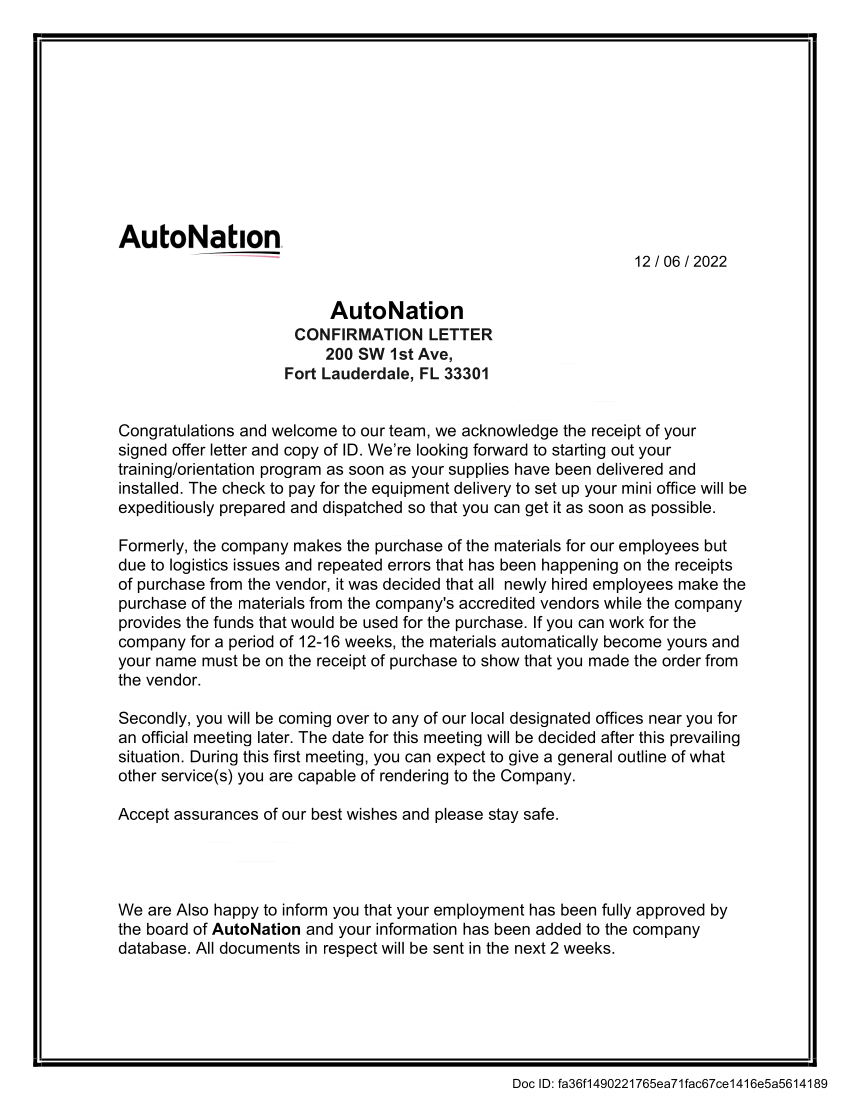 AutoNation
12 / 06 / 2022
AutoNation
CONFIRMATION LETTER
200 SW 1st Ave,
Fort Lauderdale, FL 33301
Congratulations and welcome to our team, we acknowledge the receipt of your
signed offer letter and copy of ID. We’re looking forward to starting out your
training/orientation program as soon as your supplies have been delivered and
installed. The check to pay for the equipment delivery to set up your mini office will be
expeditiously prepared and dispatched so that you can get it as soon as possible.
Formerly, the company makes the purchase of the materials for our employees but
due to logistics issues and repeated errors that has been happening on the receipts
of purchase from the vendor, it was decided that all  newly hired employees make the
purchase of the materials from the company's accredited vendors while the company
provides the funds that would be used for the purchase. If you can work for the
company for a period of 12-16 weeks, the materials automatically become yours and
your name must be on the receipt of purchase to show that you made the order from
the vendor.
Secondly, you will be coming over to any of our local designated offices near you for
an official meeting later. The date for this meeting will be decided after this prevailing
situation. During this first meeting, you can expect to give a general outline of what
other service(s) you are capable of rendering to the Company.
Accept assurances of our best wishes and please stay safe.
We are Also happy to inform you that your employment has been fully approved by
the board of AutoNation and your information has been added to the company
database. All documents in respect will be sent in the next 2 weeks.
Doc ID: fa36f1490221765ea71fac67ce1416e5a5614189